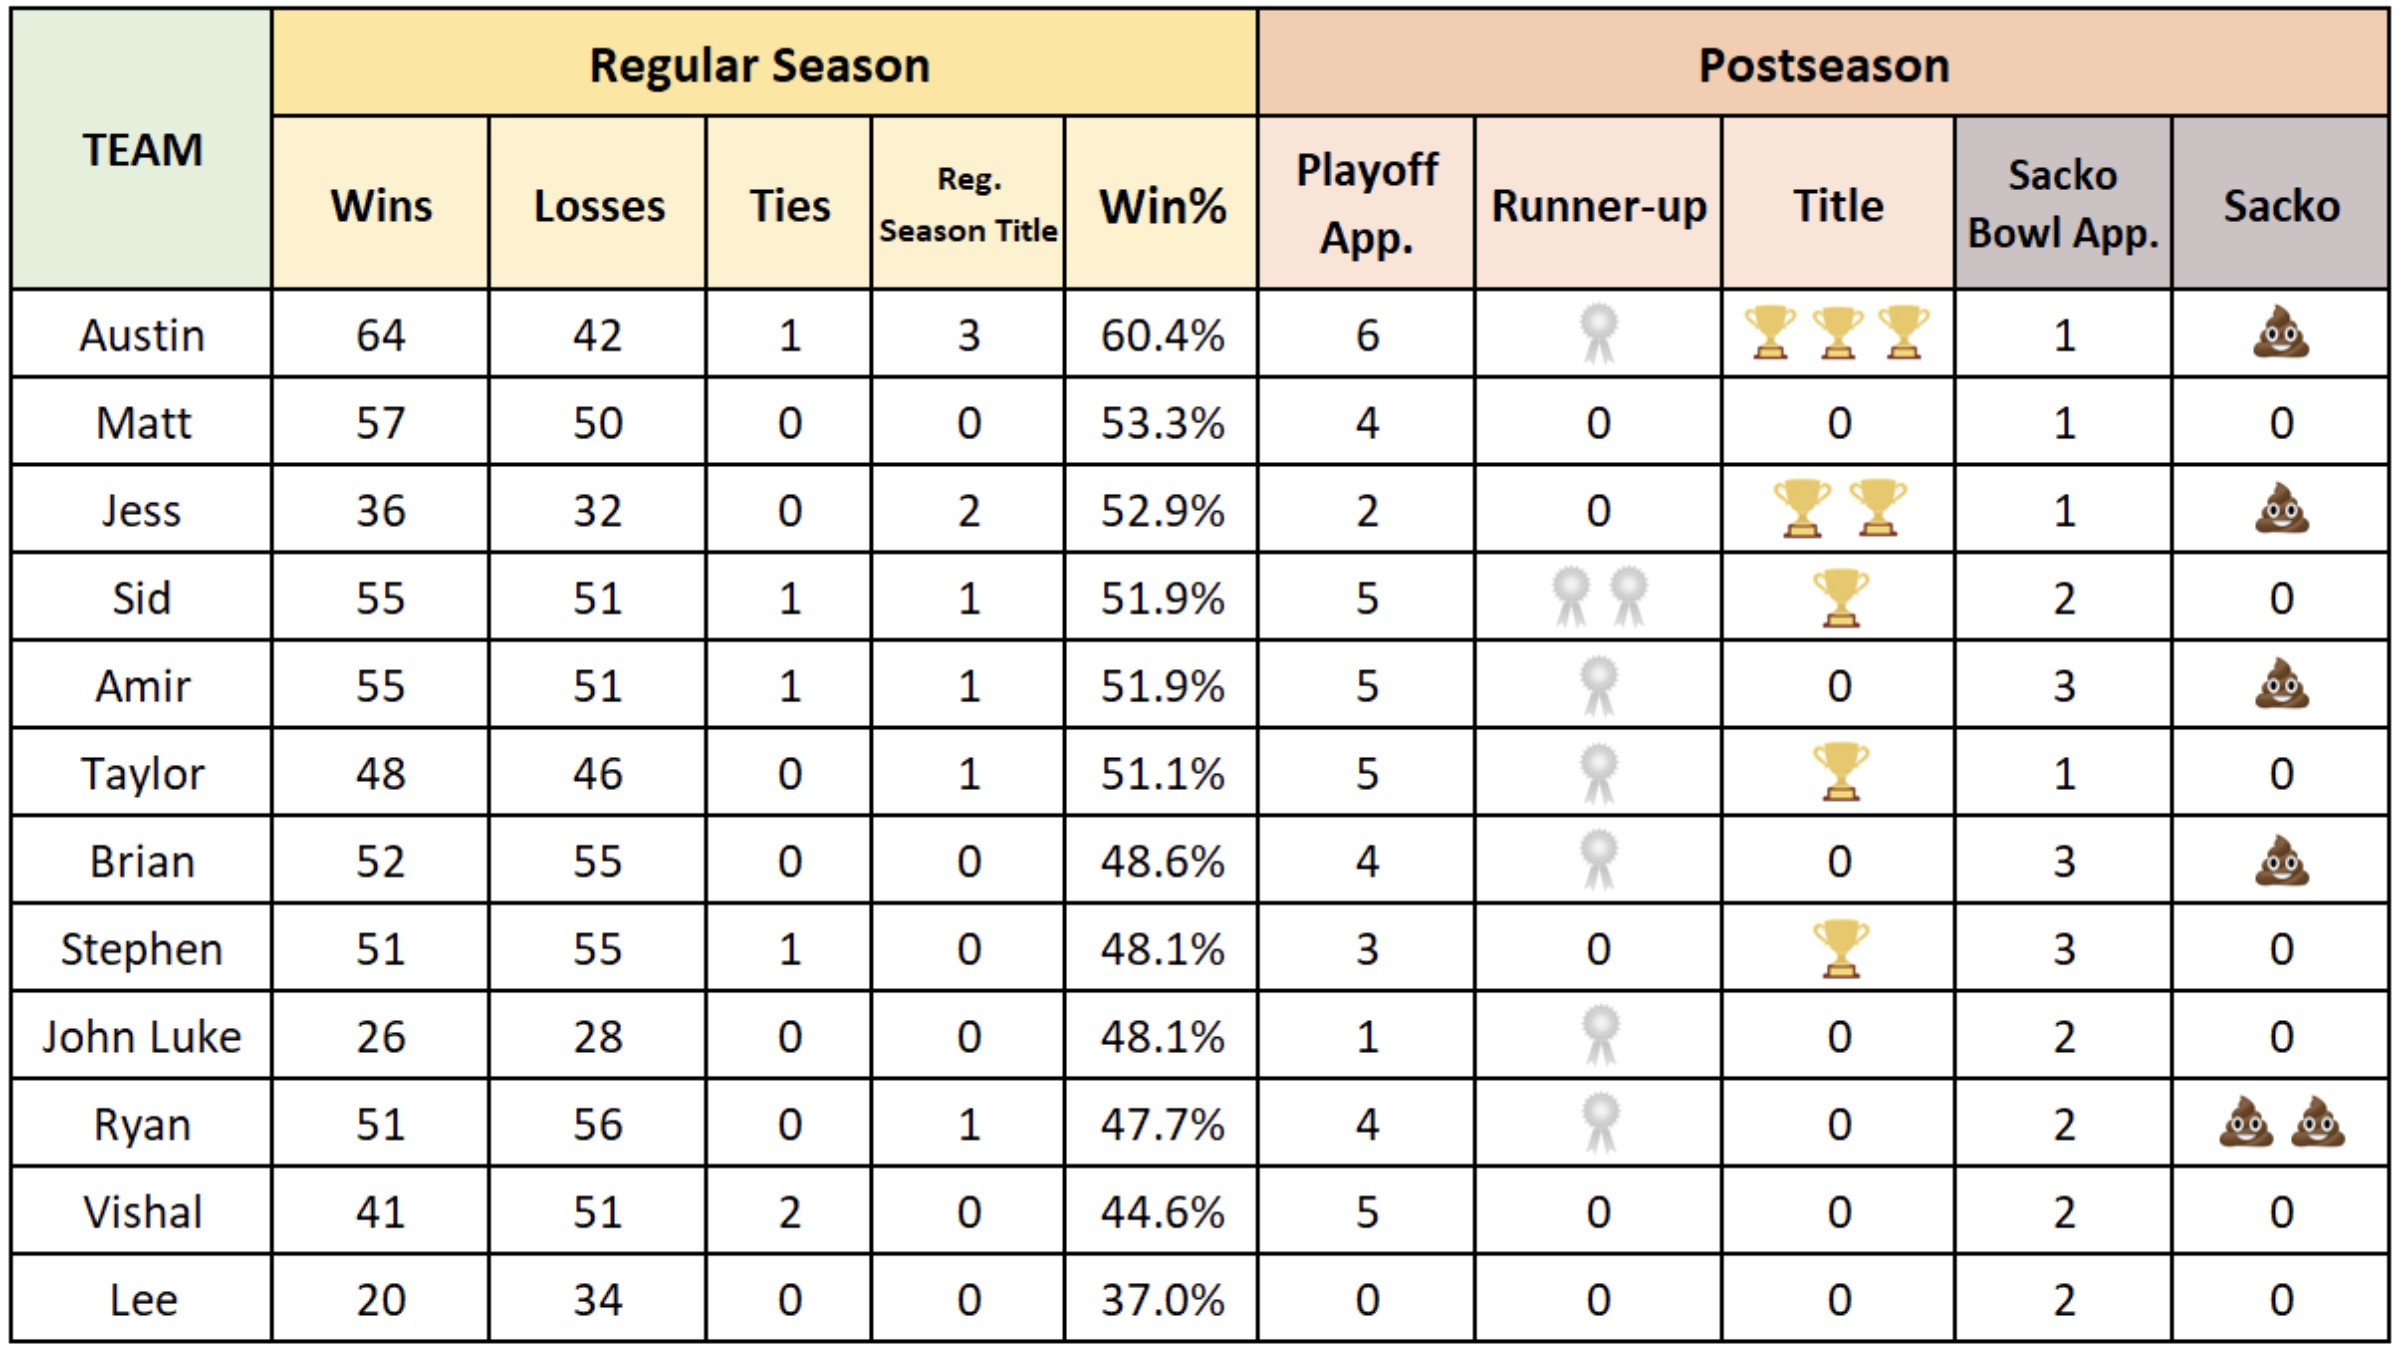 TEAM Regular Season Postseason
Wins Losses Ties Reg. Season Title Win% Playoff App. Runner-up Title Sacko Bowl App. Sacko
Austin 64 42 1 3 60.4% 6 1
Matt 57 50 0 0 53.3% 4 0 0 1 0
Jess 36 32 0 2 52.9% 2 0 1
Sid 55 51 1 1 51.9% 5 2 0
Amir 55 51 1 1 51.9% 5 0 3
Taylor 48 46 0 1 51.1% 5 1 0
Brian 52 55 0 0 48.6% 4 0 3
Stephen 51 55 1 0 48.1% 3 0 3 0
John Luke 26 28 0 0 48.1% 1 0 2 0
Ryan 51 56 0 1 47.7% 4 0 2
Vishal 41 51 2 0 44.6% 5 0 0 2 0
Lee 20 34 0 0 37.0% 0 0 0 2 0